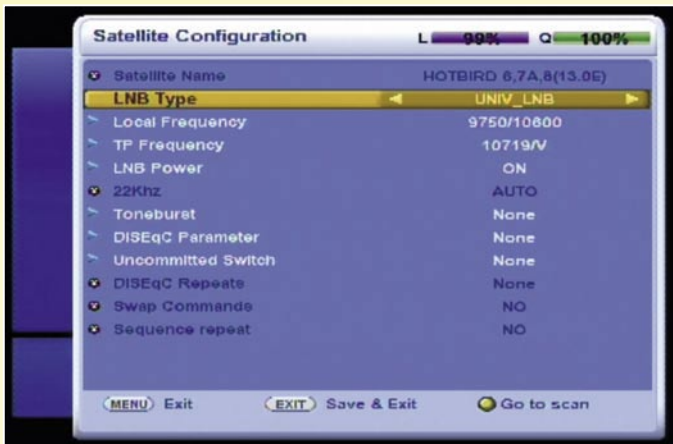 Satellite Configuration L 99% Q 100%
Satellite Name HOTBIRD 6,7A,8(13.0E)
LNB Type UNIV_LNB
Local Frequency 9750/10600
TP Frequency 10719/V
LNB Power ON
22Khz AUTO
Toneburst None
DISEqC Parameter None
Uncommitted Switch None
DISEqC Repeats None
Swap Commands NO
Sequence repeat NO
MENU Exit EXIT Save & Exit Go to scan